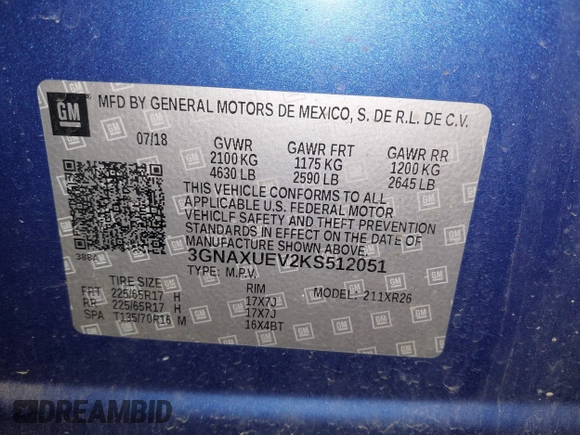 GM
MFD BY GENERAL MOTORS DE MEXICO, S. DE R.L. DE C.V.
07/18 GVWR GAWR FRT GAWR RR
2100 KG 1175 KG 1200 KG
4630 LB 2590 LB 2645 LB
THIS VEHICLE CONFORMS TO ALL
APPLICABLE U.S. FEDERAL MOTOR
VEHICLE SAFETY AND THEFT PREVENTION
STANDARDS IN EFFECT ON THE DATE OF
MANUFACTURE SHOWN ABOVE.
388A 3GNAXUEV2KS512051
TYPE: M.P.V.
TIRE SIZE RIM MODEL: 211XR26
FRT 225/65R17 H 17X7J
RR 225/65R17 H 17X7J
SPA T135/70R16 M 16X4BT
DREAMBID